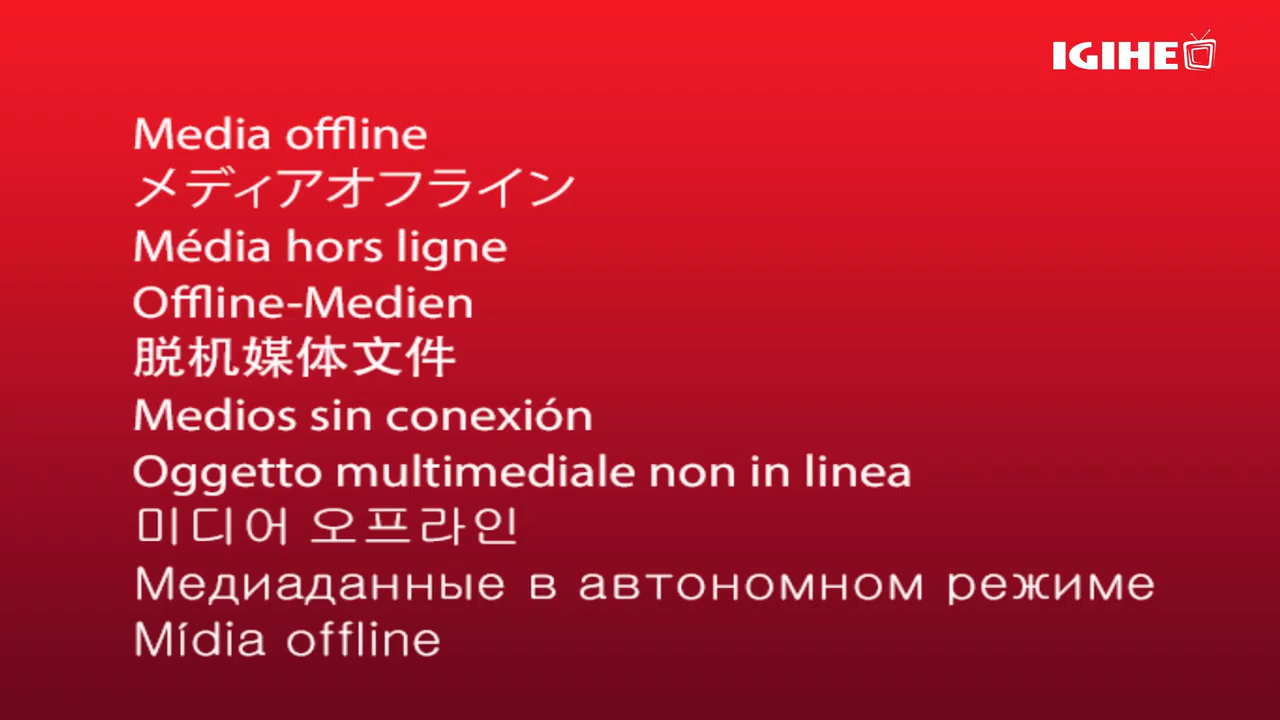 IGIHE
Media offline
メディアオフライン
Média hors ligne
Offline-Medien
脱机媒体文件
Medios sin conexión
Oggetto multimediale non in linea
미디어 오프라인
Медиаданные в автономном режиме
Mídia offline